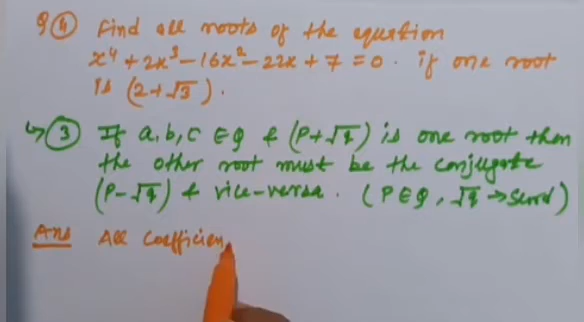 Q④ Find all roots of the equation
x⁴ + 2x³ – 16x² – 22x + 7 = 0 . if one root
is (2+√3) .
↳③ If a, b, c ∈ Q & (P+√q) is one root then
the other root must be the conjugate
(P–√q) & vice-versa . ( P ∈ Q , √q → Surd )
Ans All Coefficien